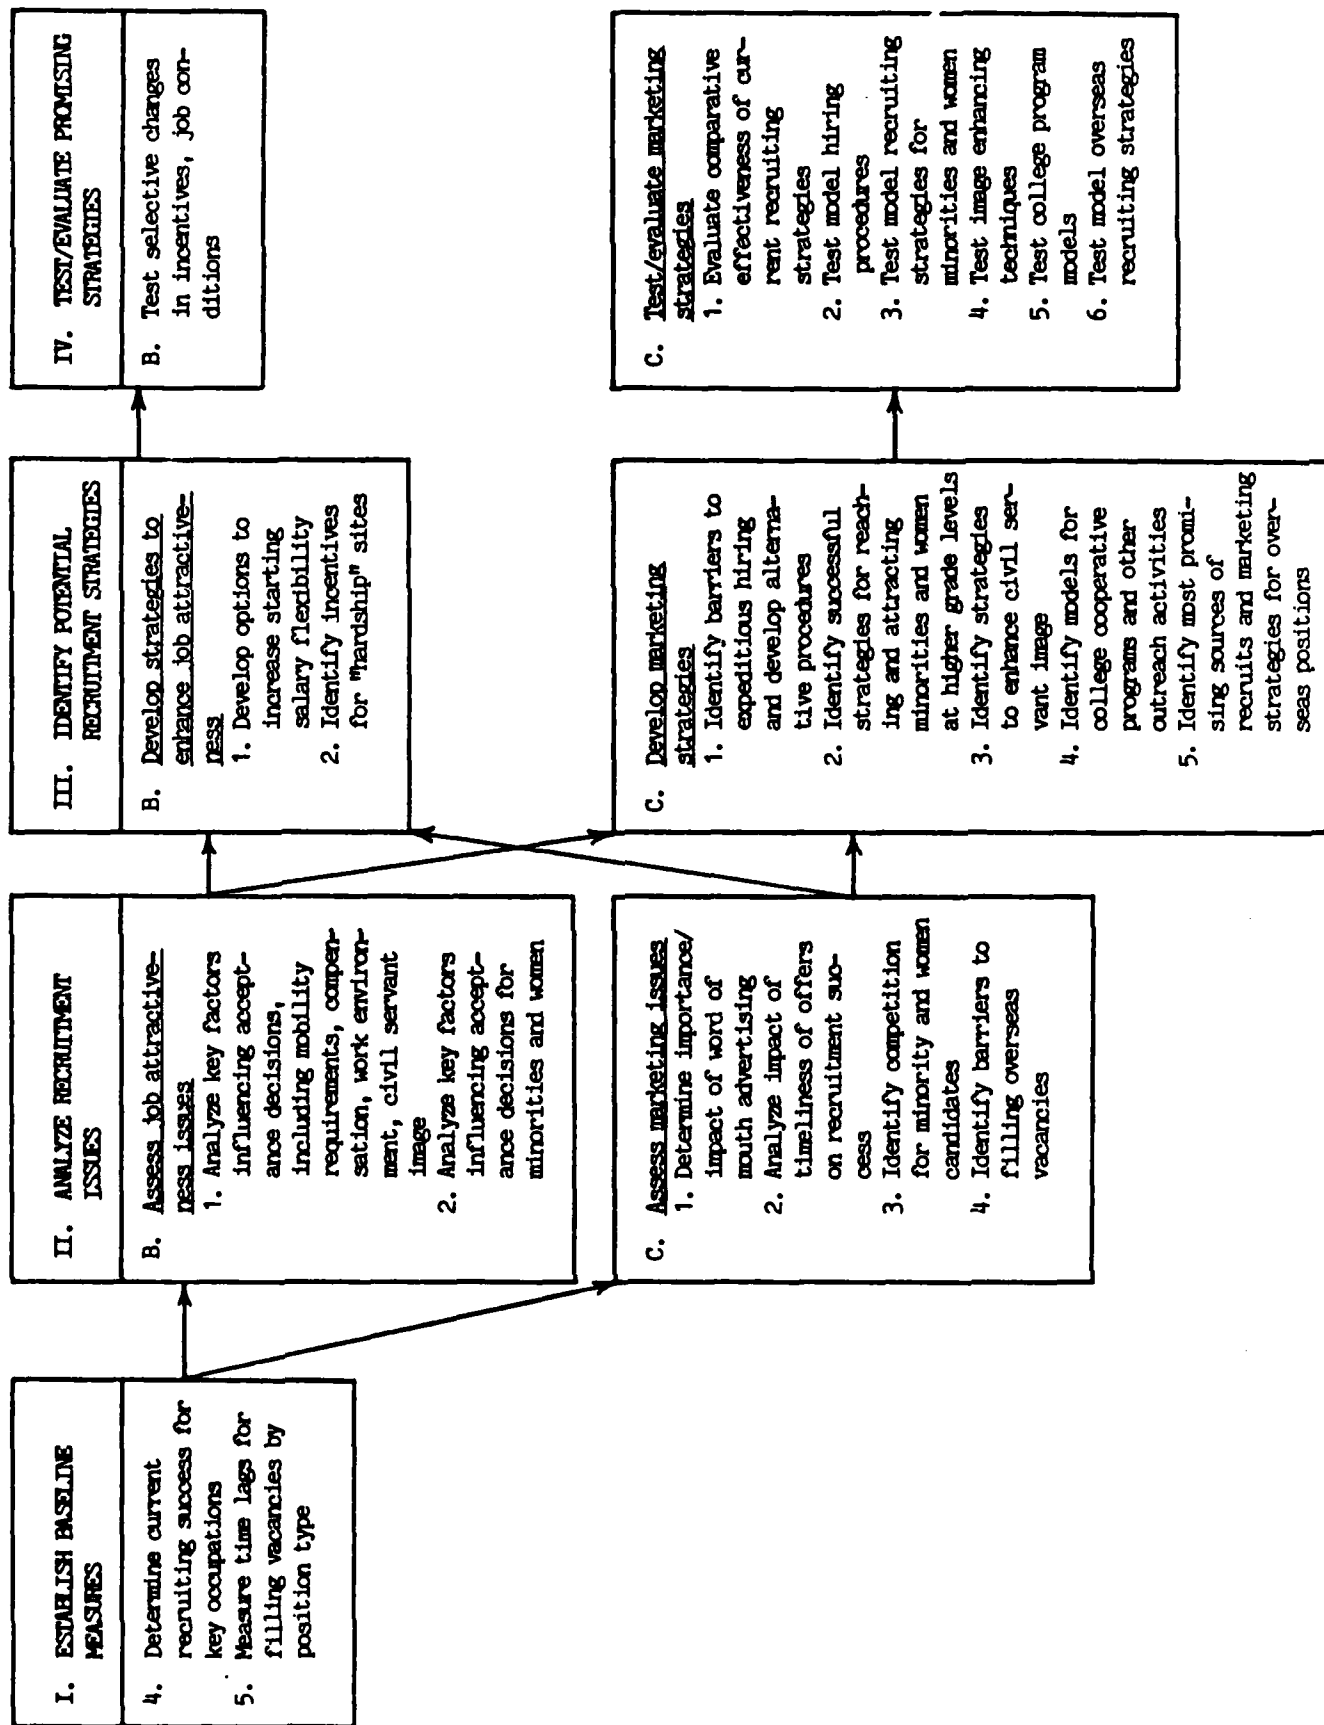 I. ESTABLISH BASELINE
MEASURES
4. Determine current
recruiting success for
key occupations
5. Measure time lags for
filling vacancies by
position type
II. ANALYZE RECRUITMENT
ISSUES
B. Assess job attractive-
ness issues
1. Analyze key factors
influencing accept-
ance decisions,
including mobility
requirements, compen-
sation, work environ-
ment, civil servant
image
2. Analyze key factors
influencing accept-
ance decisions for
minorities and women
C. Assess marketing issues
1. Determine importance/
impact of word of
mouth advertising
2. Analyze impact of
timeliness of offers
on recruitment suc-
cess
3. Identify competition
for minority and women
candidates
4. Identify barriers to
filling overseas
vacancies
III. IDENTIFY POTENTIAL
RECRUITMENT STRATEGIES
B. Develop strategies to
enhance job attractive-
ness
1. Develop options to
increase starting
salary flexibility
2. Identify incentives
for "hardship" sites
C. Develop marketing
strategies
1. Identify barriers to
expeditious hiring
and develop alterna-
tive procedures
2. Identify successful
strategies for reach-
ing and attracting
minorities and women
at higher grade levels
3. Identify strategies
to enhance civil ser-
vant image
4. Identify models for
college cooperative
programs and other
outreach activities
5. Identify most promi-
sing sources of
recruits and marketing
strategies for over-
seas positions
IV. TEST/EVALUATE PROMISING
STRATEGIES
B. Test selective changes
in incentives, job con-
ditions
C. Test/evaluate marketing
strategies
1. Evaluate comparative
effectiveness of cur-
rent recruiting
strategies
2. Test model hiring
procedures
3. Test model recruiting
strategies for
minorities and women
4. Test image enhancing
techniques
5. Test college program
models
6. Test model overseas
recruiting strategies